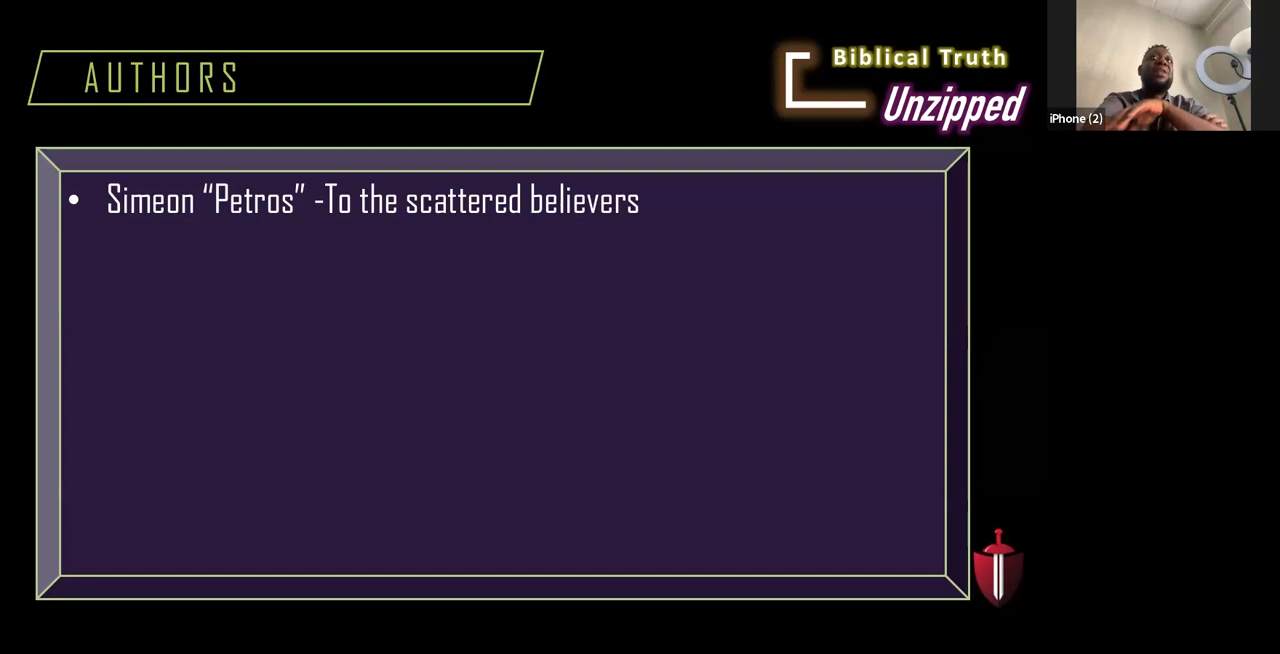 AUTHORS
Biblical Truth
Unzipped
iPhone (2)
• Simeon “Petros” -To the scattered believers